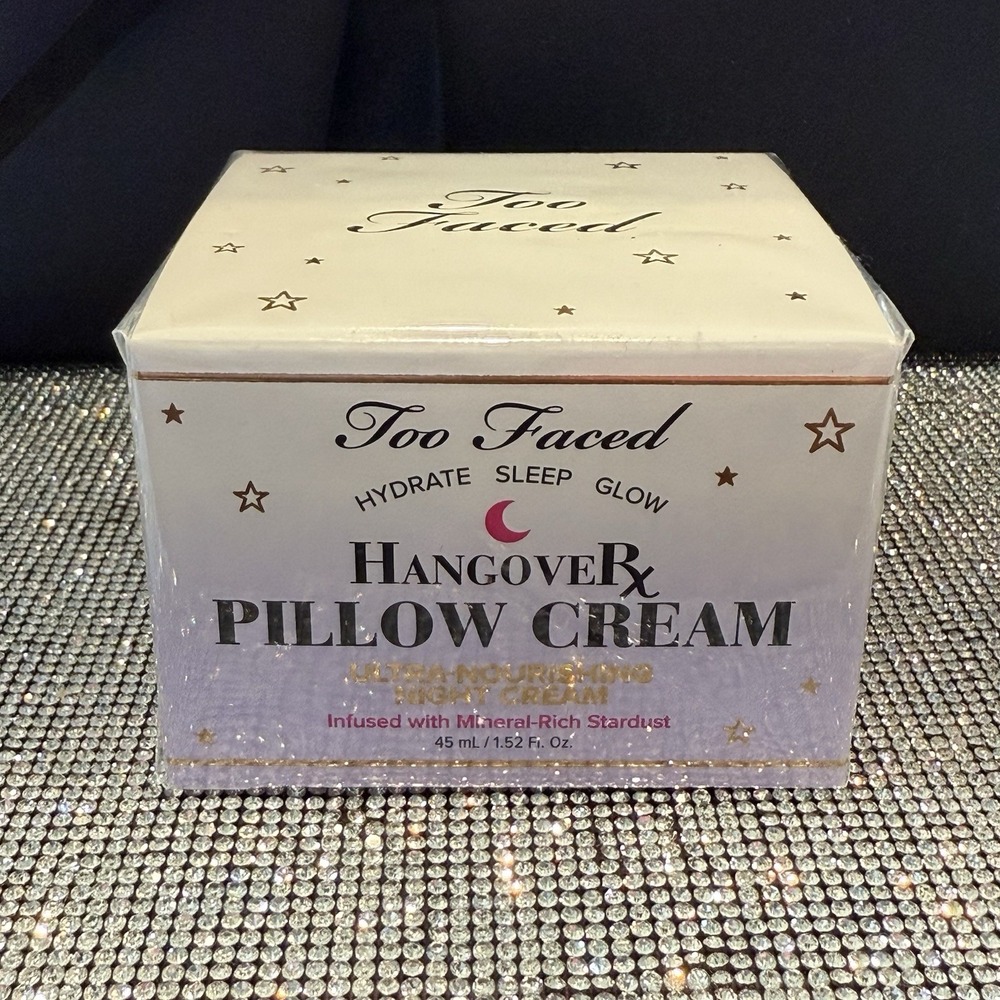 Too
Faced
Too Faced
HYDRATE SLEEP GLOW
HANGOVERx
PILLOW CREAM
ULTRA-NOURISHING
NIGHT CREAM
Infused with Mineral-Rich Stardust
45 mL / 1.52 Fl. Oz.